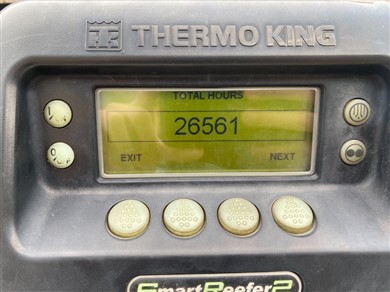 THERMO KING
TOTAL HOURS
26561
EXIT NEXT
SmartReefer2